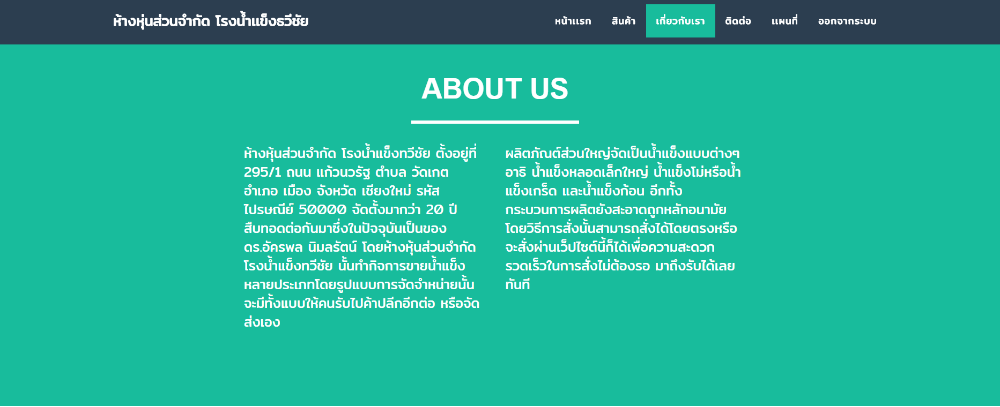 ห้างหุ่นส่วนจำกัด โรงน้ำแข็งธวีชัย
หน้าแรก สินค้า เกี่ยวกับเรา ติดต่อ แผนที่ ออกจากระบบ
ABOUT US
ห้างหุ้นส่วนจำกัด โรงน้ำแข็งทวีชัย ตั้งอยู่ที่
295/1 ถนน แก้วนวรัฐ ตำบล วัดเกต
อำเภอ เมือง จังหวัด เชียงใหม่ รหัส
ไปรษณีย์ 50000 จัดตั้งมากว่า 20 ปี
สืบทอดต่อกันมาซึ่งในปัจจุบันเป็นของ
ดร.อัครพล นิมลรัตน์ โดยห้างหุ้นส่วนจำกัด
โรงน้ำแข็งทวีชัย นั้นทำกิจการขายน้ำแข็ง
หลายประเภทโดยรูปแบบการจัดจำหน่ายนั้น
จะมีทั้งแบบให้คนรับไปค้าปลีกอีกต่อ หรือจัด
ส่งเอง
ผลิตภัณต์ส่วนใหญ่จัดเป็นน้ำแข็งแบบต่างๆ
อาธิ น้ำแข็งหลอดเล็กใหญ่ น้ำแข็งโม่หรือน้ำ
แข็งเกร็ด และน้ำแข็งก้อน อีกทั้ง
กระบวนการผลิตยังสะอาดถูกหลักอนามัย
โดยวิธีการสั่งนั้นสามารถสั่งได้โดยตรงหรือ
จะสั่งผ่านเว็ปไซต์นี้ก็ได้เพื่อความสะดวก
รวดเร็วในการสั่งไม่ต้องรอ มาถึงรับได้เลย
ทันที